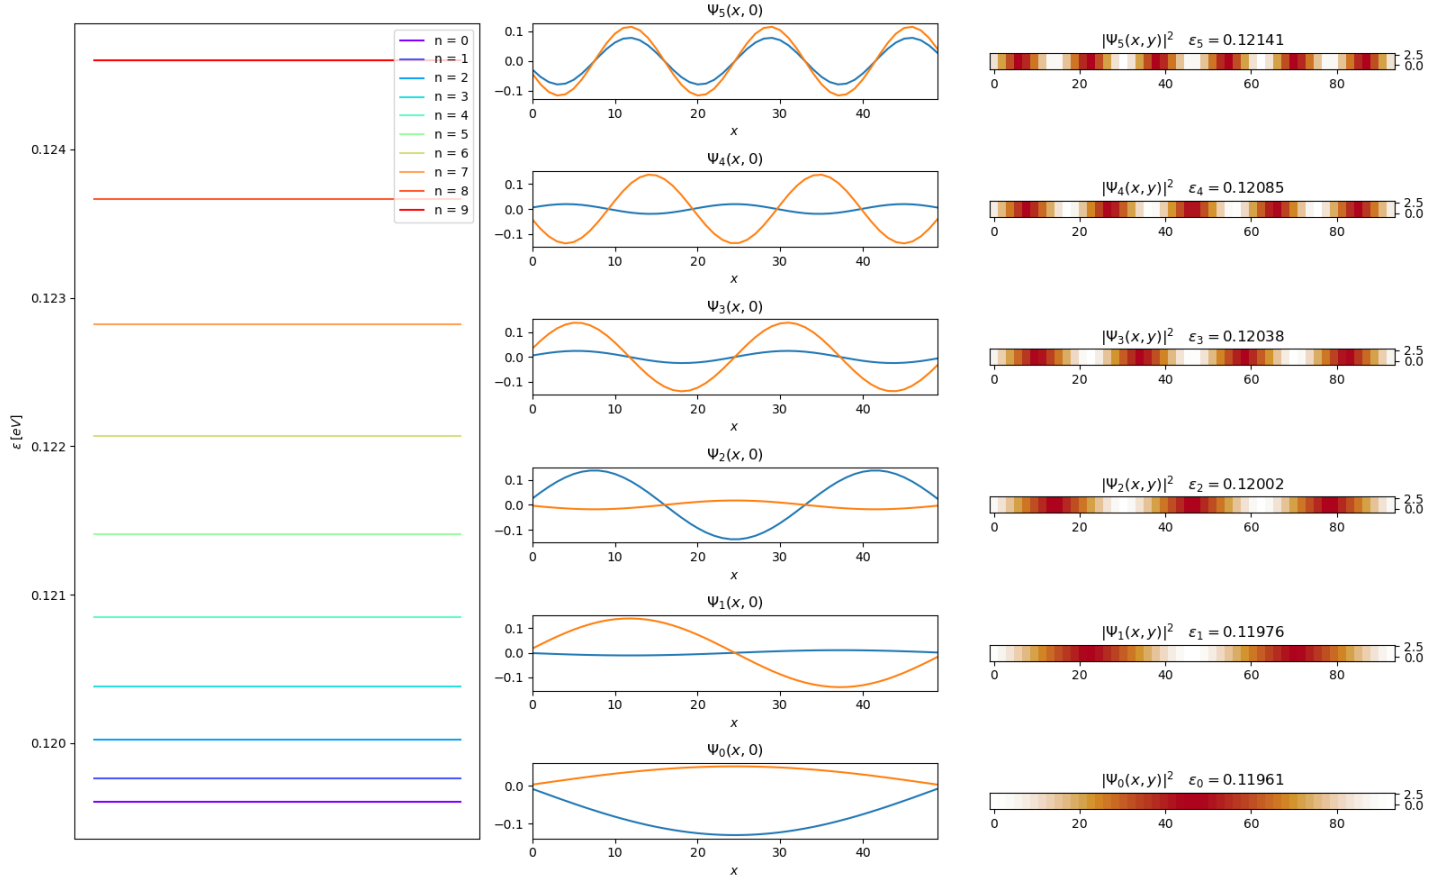 0.124
0.123
0.122
0.121
0.120
ε [eV]
n = 0
n = 1
n = 2
n = 3
n = 4
n = 5
n = 6
n = 7
n = 8
n = 9
Ψ₅(x, 0)
0.1
0.0
−0.1
0 10 20 30 40
x
Ψ₄(x, 0)
0.1
0.0
−0.1
0 10 20 30 40
x
Ψ₃(x, 0)
0.1
0.0
−0.1
0 10 20 30 40
x
Ψ₂(x, 0)
0.1
0.0
−0.1
0 10 20 30 40
x
Ψ₁(x, 0)
0.1
0.0
−0.1
0 10 20 30 40
x
Ψ₀(x, 0)
0.0
−0.1
0 10 20 30 40
x
|Ψ₅(x, y)|² ε₅ = 0.12141
2.5
0.0
0 20 40 60 80
|Ψ₄(x, y)|² ε₄ = 0.12085
2.5
0.0
0 20 40 60 80
|Ψ₃(x, y)|² ε₃ = 0.12038
2.5
0.0
0 20 40 60 80
|Ψ₂(x, y)|² ε₂ = 0.12002
2.5
0.0
0 20 40 60 80
|Ψ₁(x, y)|² ε₁ = 0.11976
2.5
0.0
0 20 40 60 80
|Ψ₀(x, y)|² ε₀ = 0.11961
2.5
0.0
0 20 40 60 80